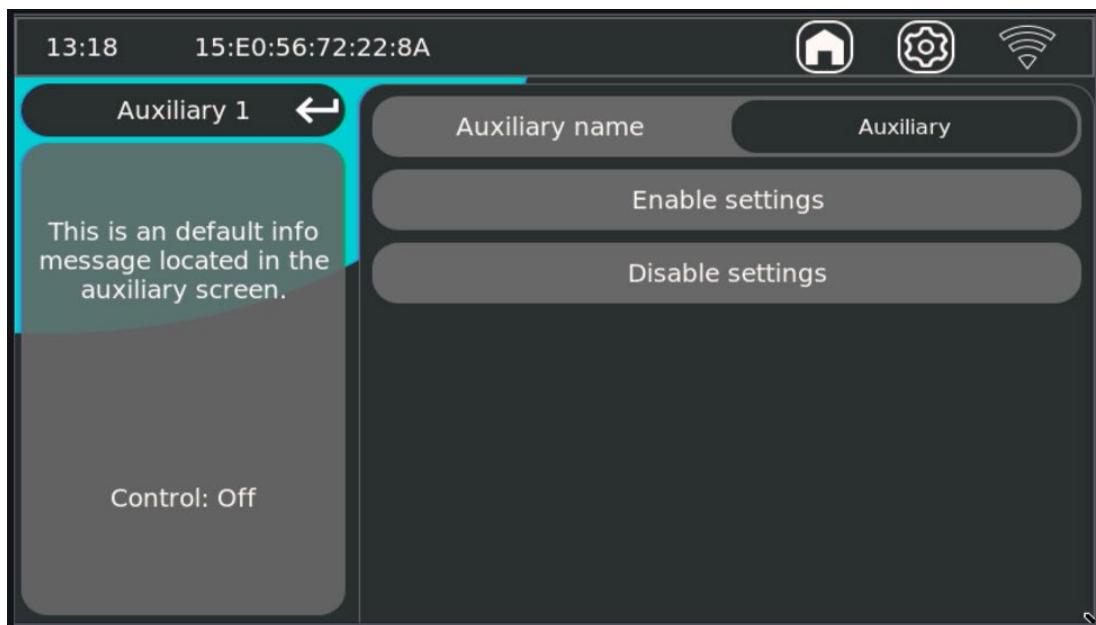 13:18 15:E0:56:72:22:8A
Auxiliary 1
This is an default info
message located in the
auxiliary screen.
Control: Off
Auxiliary name Auxiliary
Enable settings
Disable settings